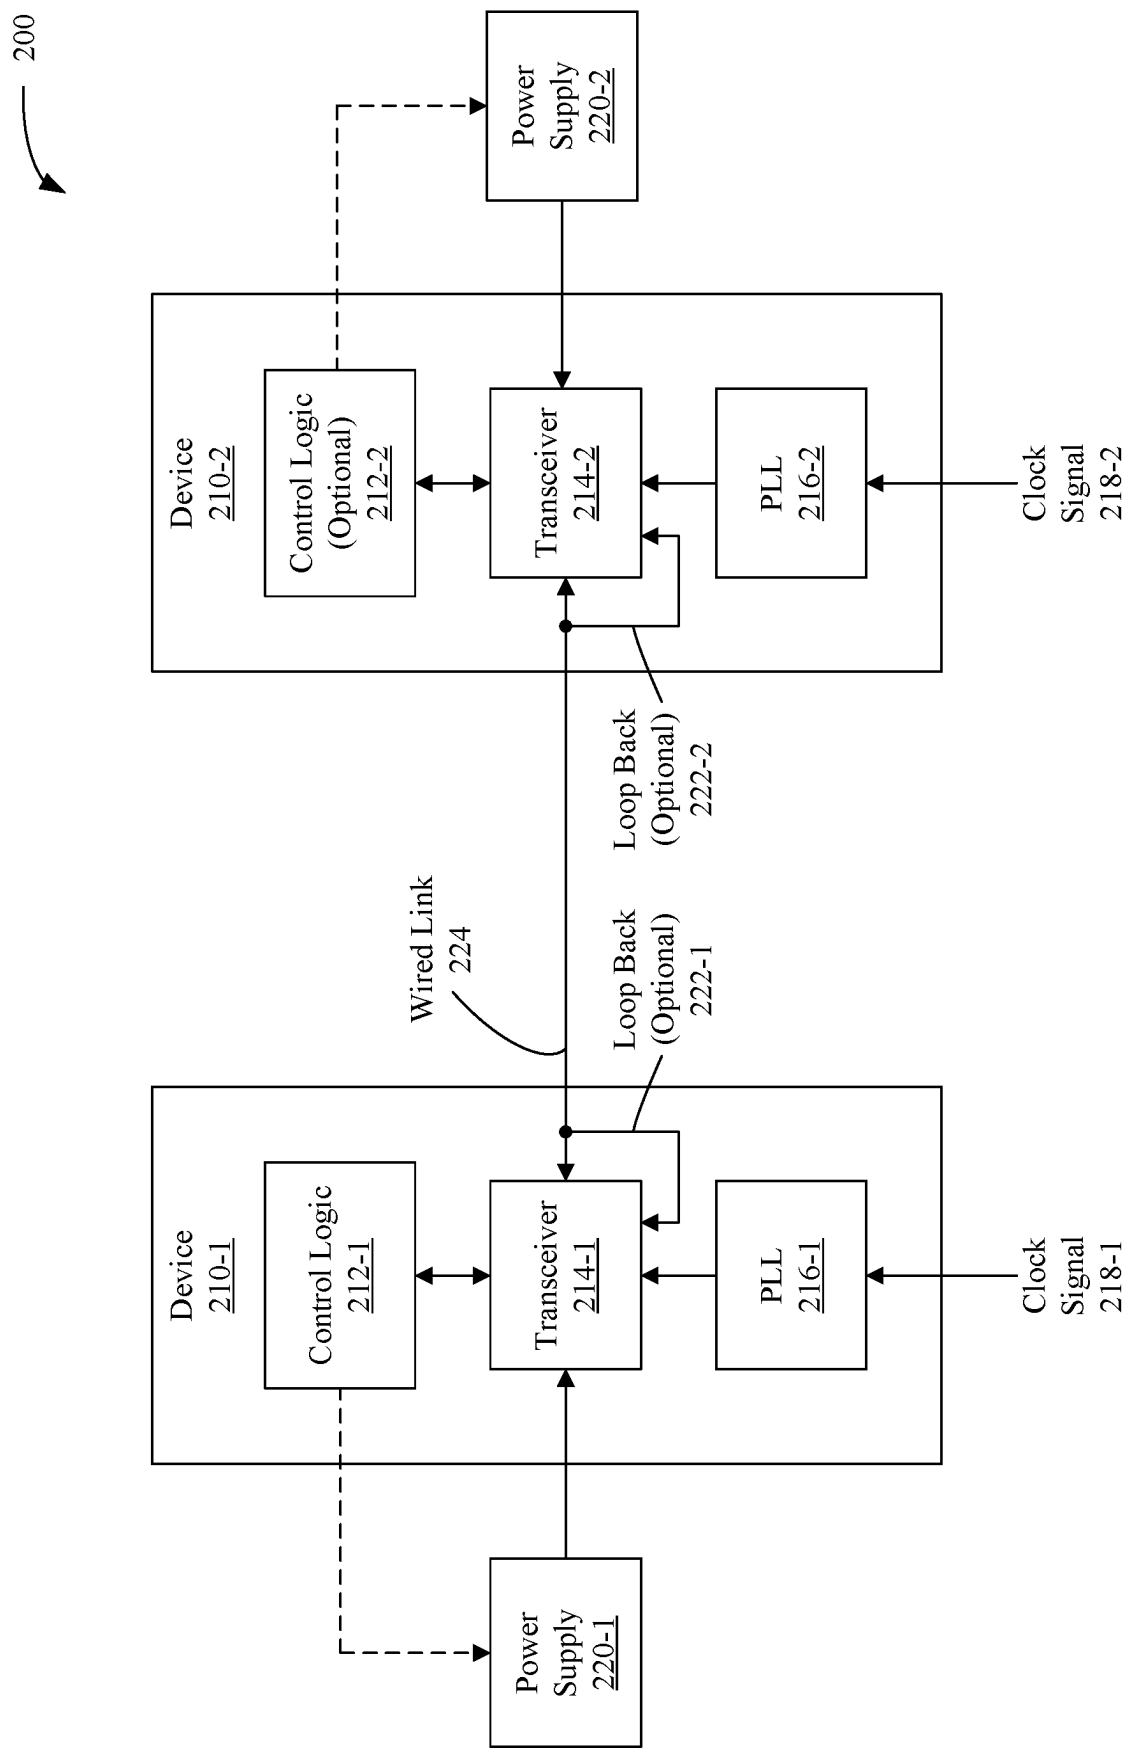 200
Device
210-1
Control Logic
212-1
Power
Supply
220-1
Transceiver
214-1
PLL
216-1
Clock
Signal
218-1
Wired Link
224
Loop Back
(Optional)
222-1
Loop Back
(Optional)
222-2
Device
210-2
Control Logic
(Optional)
212-2
Transceiver
214-2
PLL
216-2
Clock
Signal
218-2
Power
Supply
220-2